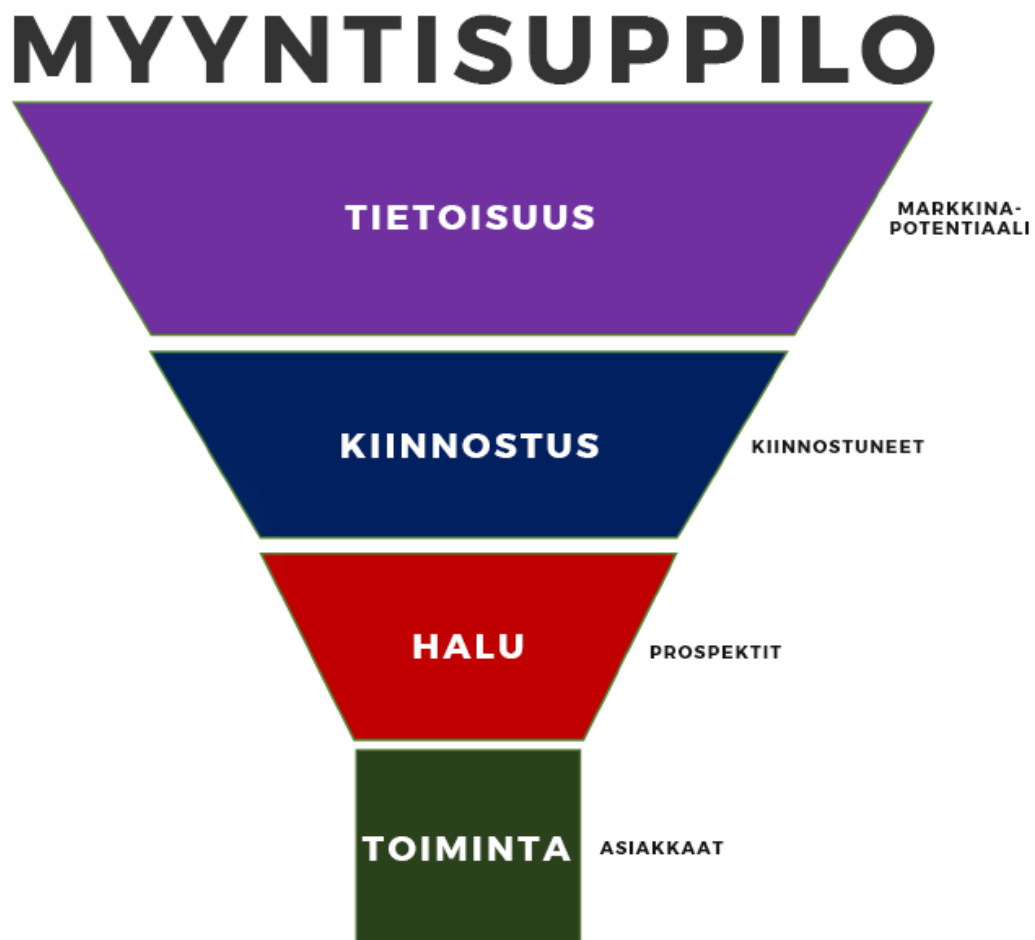 MYYNTISUPPILO
TIETOISUUS
MARKKINA-
POTENTIAALI
KIINNOSTUS
KIINNOSTUNEET
HALU
PROSPEKTIT
TOIMINTA
ASIAKKAAT